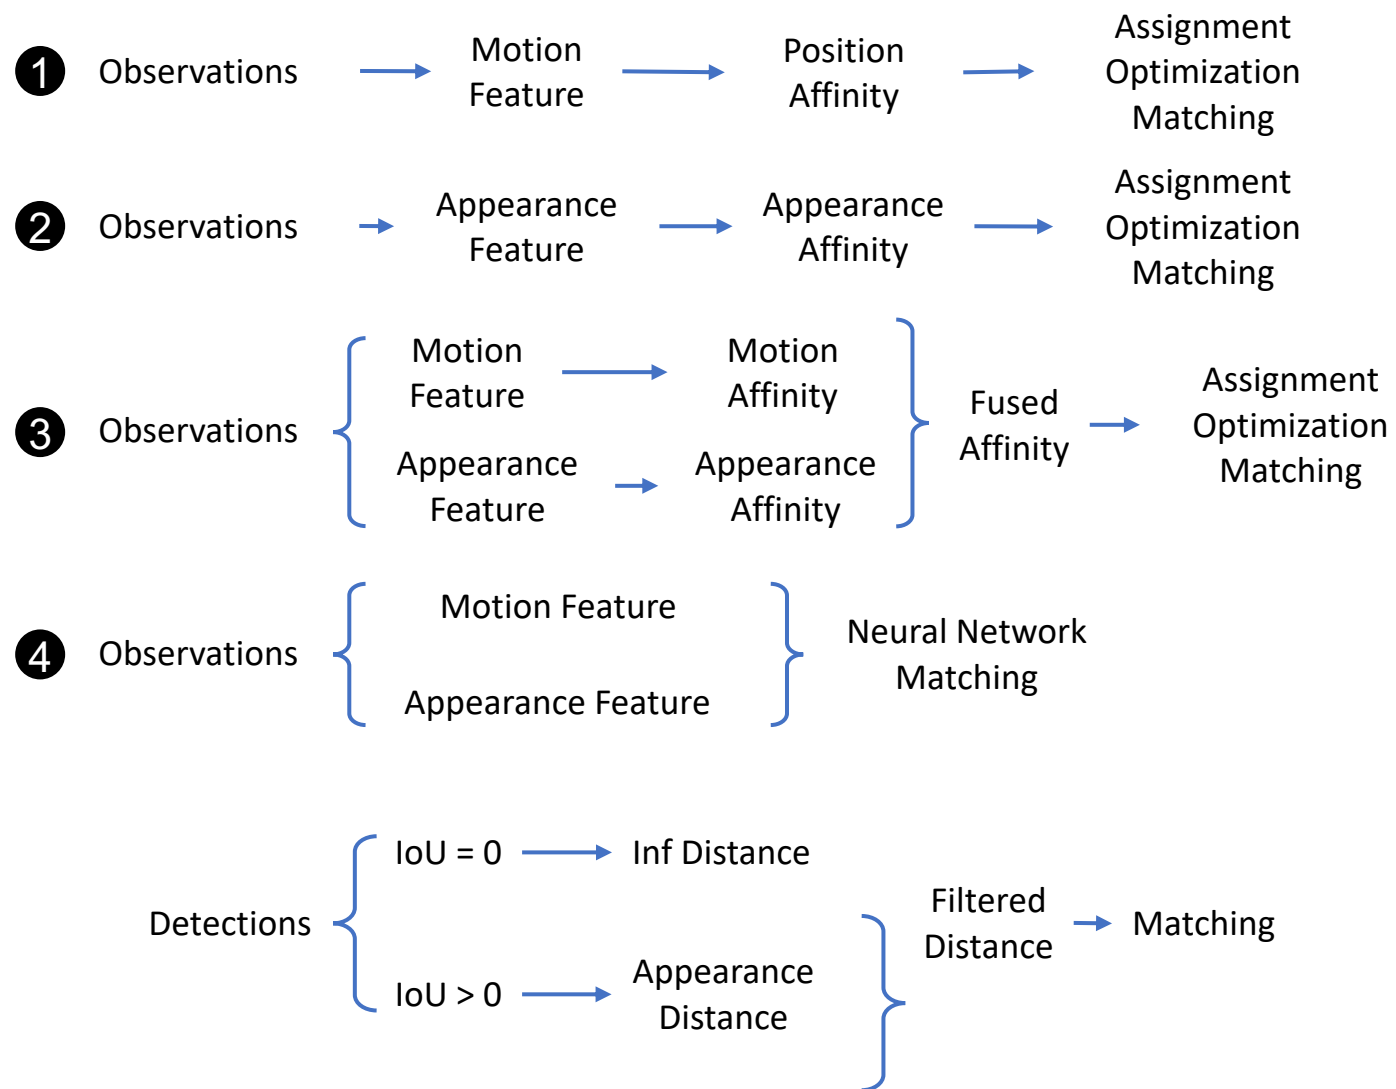 1 Observations Motion Feature Position Affinity Assignment Optimization Matching
2 Observations Appearance Feature Appearance Affinity Assignment Optimization Matching
3 Observations
Motion Feature Motion Affinity
Appearance Feature Appearance Affinity
Fused Affinity
Assignment Optimization Matching
4 Observations
Motion Feature
Appearance Feature
Neural Network Matching
Detections
IoU = 0 Inf Distance
IoU > 0 Appearance Distance
Filtered Distance
Matching